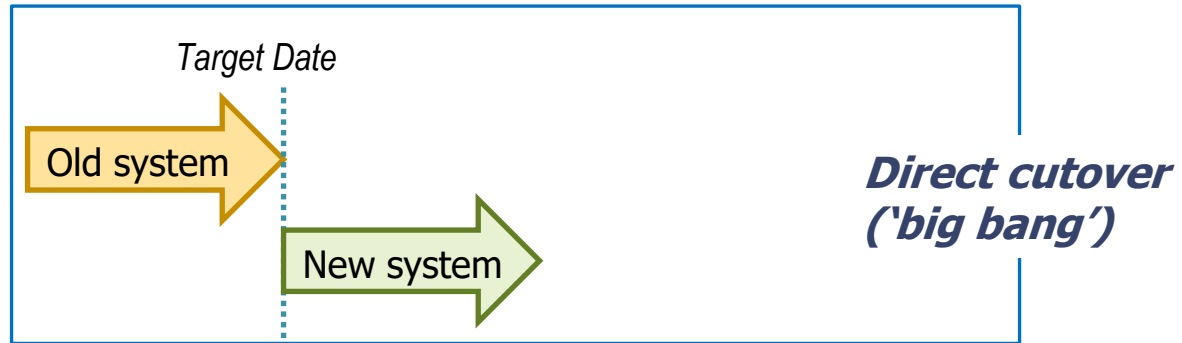 Target Date
Old system
New system
Direct cutover
(‘big bang’)